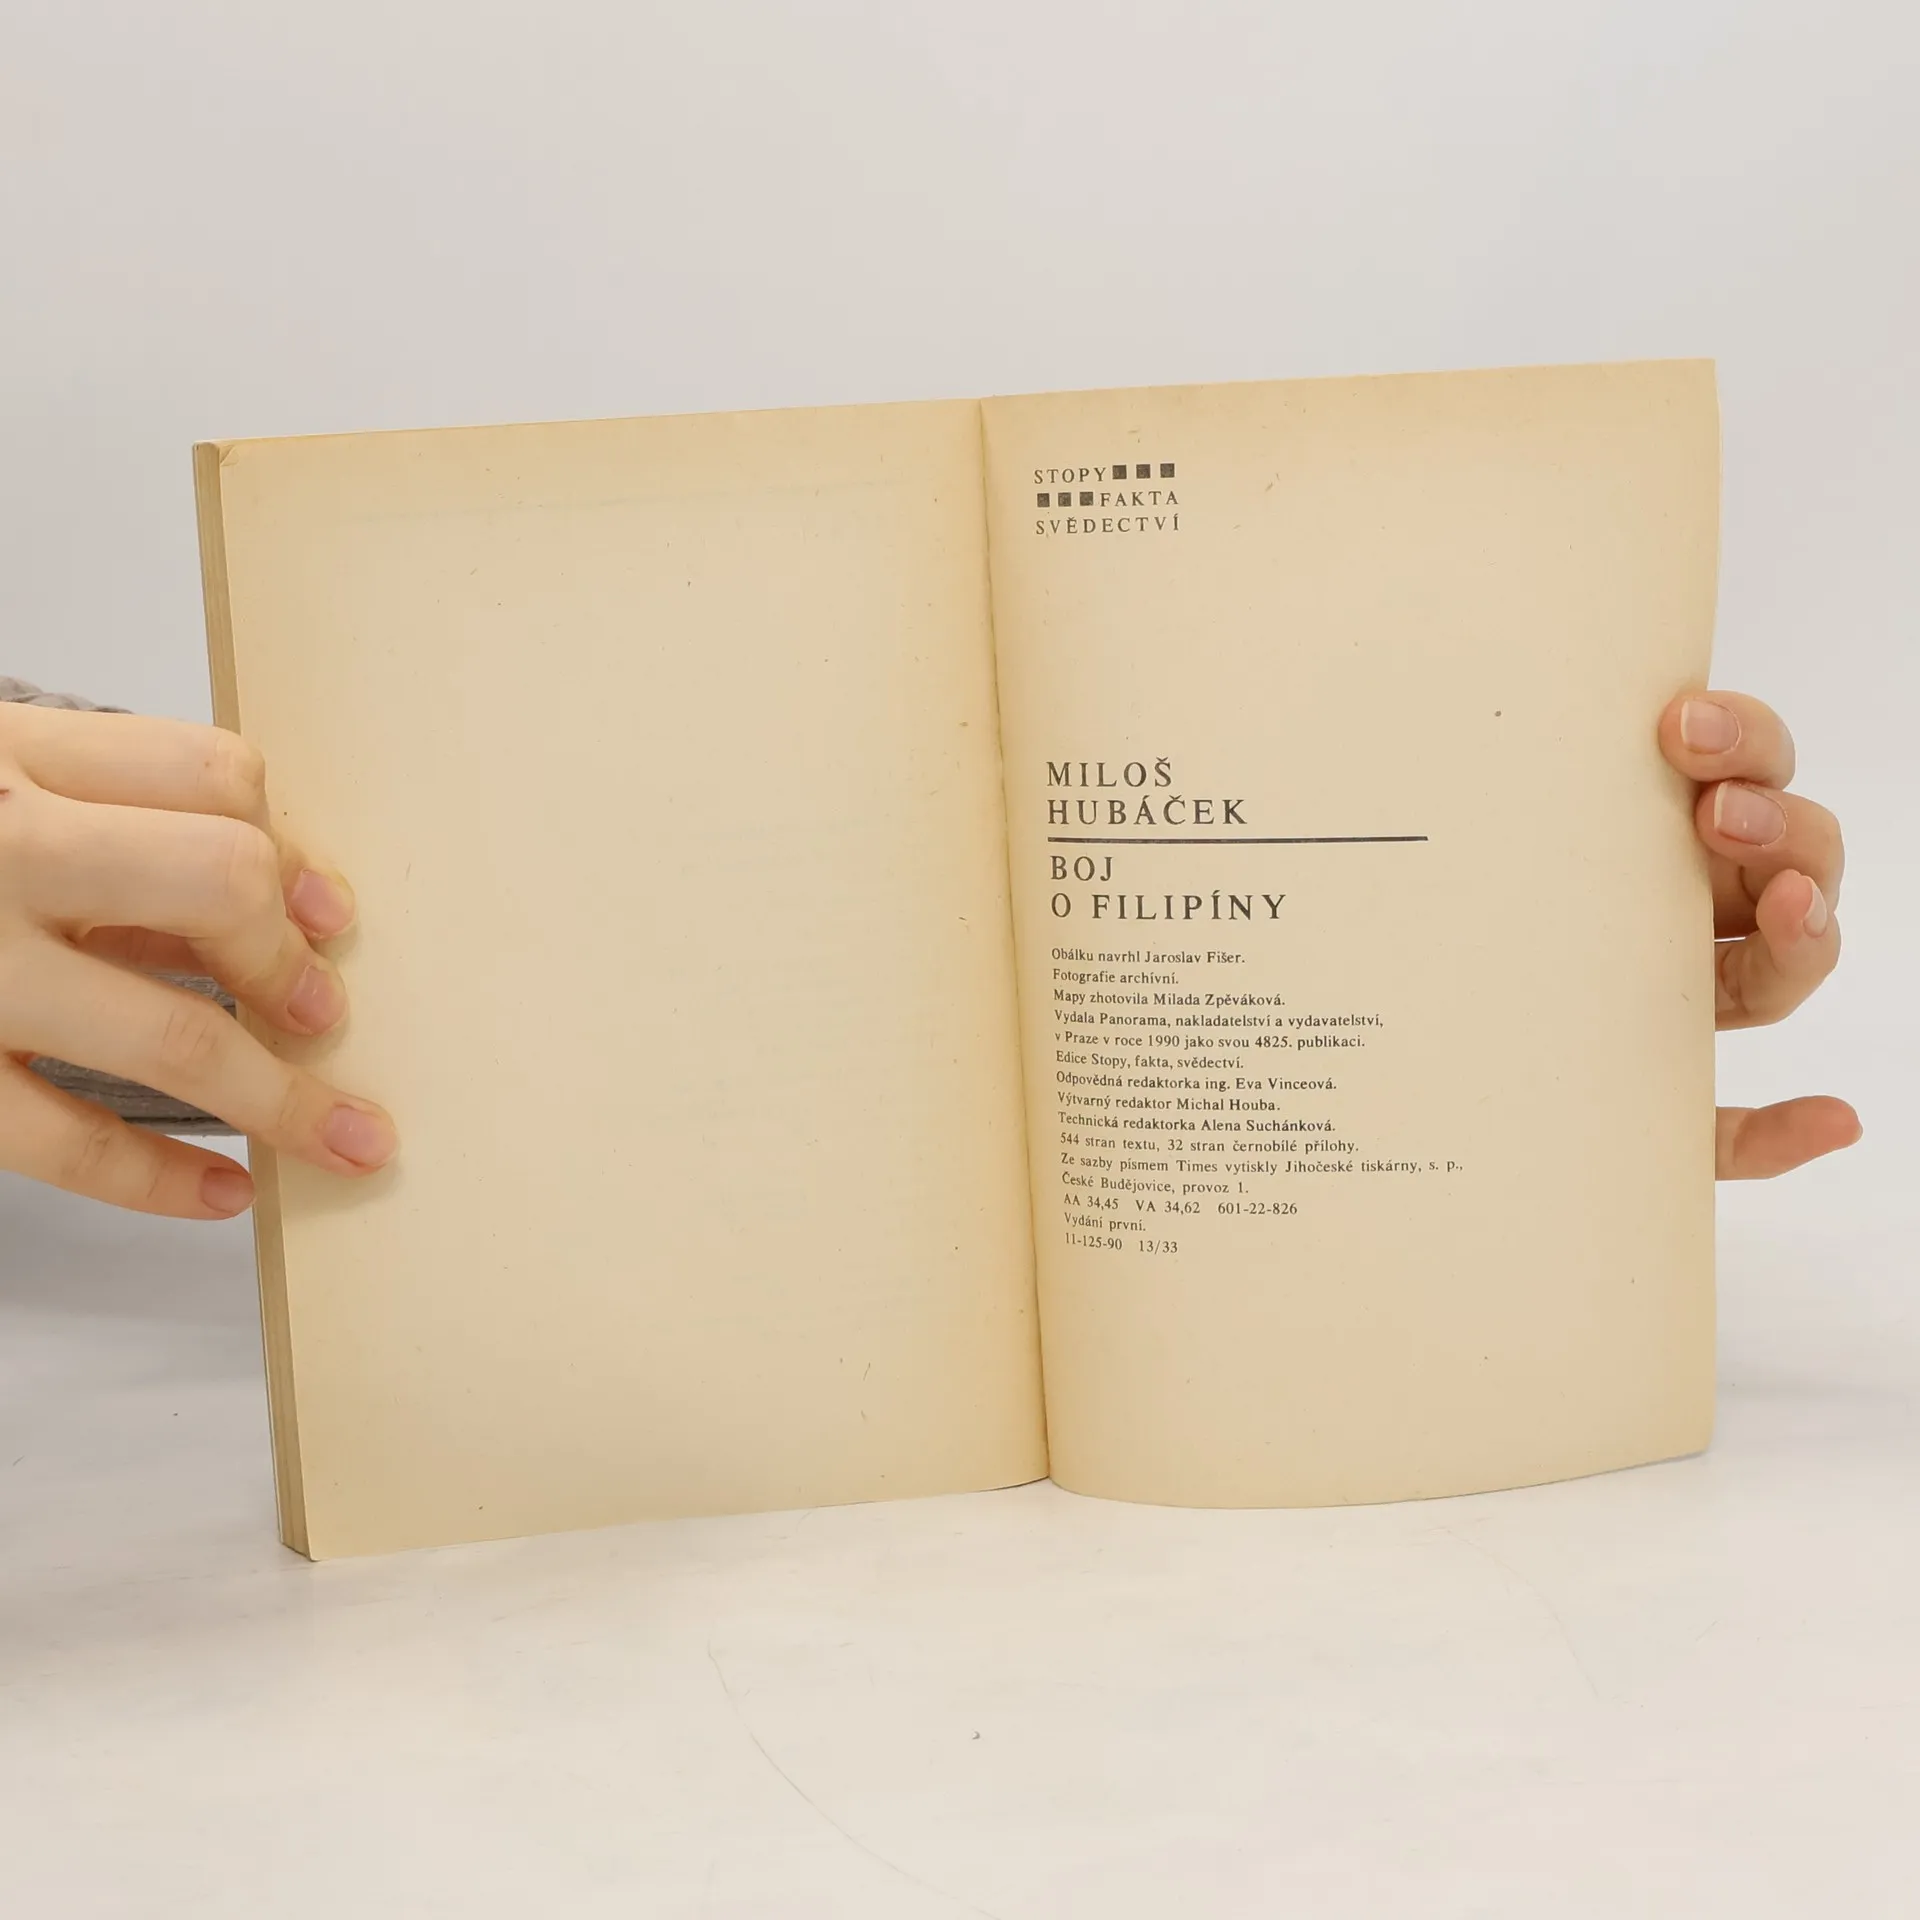 STOPY
FAKTA
SVĚDECTVÍ
MILOŠ
HUBÁČEK
BOJ
O FILIPÍNY
Obálku navrhl Jaroslav Fišer.
Fotografie archívní.
Mapy zhotovila Milada Zpěváková.
Vydala Panorama, nakladatelství a vydavatelství,
v Praze v roce 1990 jako svou 4825. publikaci.
Edice Stopy, fakta, svědectví.
Odpovědná redaktorka ing. Eva Vinceová.
Výtvarný redaktor Michal Houba.
Technická redaktorka Alena Suchánková.
544 stran textu, 32 stran černobílé přílohy.
Ze sazby písmem Times vytiskly Jihočeské tiskárny, s. p.,
České Budějovice, provoz 1.
AA 34,45 VA 34,62 601-22-826
Vydání první.
11-125-90 13/33